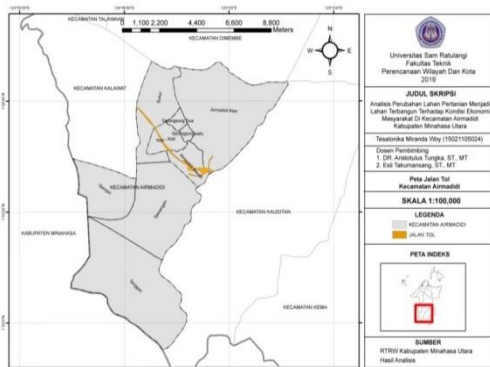 KECAMATAN TALAWAAN
0 1,100 2,200 4,400 6,600 8,800
Meters
KECAMATAN DIMEMBE
N
W E
S
KECAMATAN KALAWAT
KECAMATAN AIRMADIDI
KECAMATAN KAUDITAN
KABUPATEN MINAHASA
KECAMATAN KEMA
Universitas Sam Ratulangi
Fakultas Teknik
Perencanaan Wilayah Dan Kota
2019
JUDUL SKRIPSI
Analisis Perubahan Lahan Pertanian Menjadi
Lahan Terbangun Terhadap Kondisi Ekonomi
Masyarakat Di Kecamatan Airmadidi
Kabupaten Minahasa Utara
Tesalonika Miranda Woy (15021105024)
Dosen Pembimbing
1. DR. Aristotulus Tungka, ST., MT
2. Esli Takumansang, ST., MT
Peta Jalan Tol
Kecamatan Airmadidi
SKALA 1:100,000
LEGENDA
KECAMATAN AIRMADIDI
JALAN TOL
PETA INDEKS
SUMBER
RTRW Kabupaten Minahasa Utara
Hasil Analisis